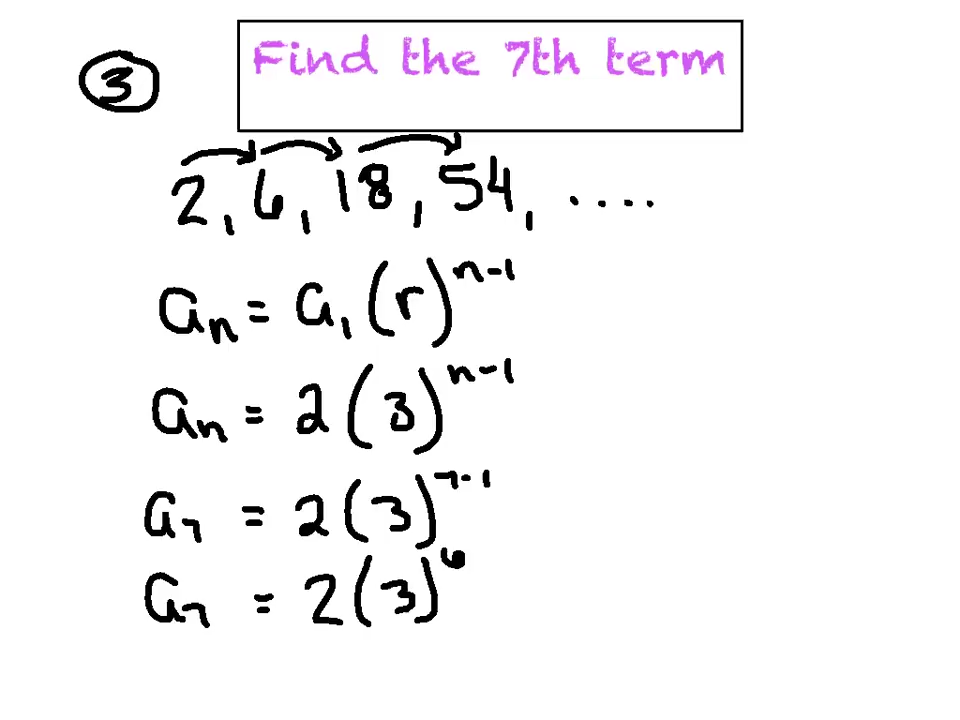 ③
Find the 7th term
2, 6, 18, 54, ....
aₙ = a₁(r)ⁿ⁻¹
aₙ = 2(3)ⁿ⁻¹
a₇ = 2(3)⁷⁻¹
a₇ = 2(3)⁶